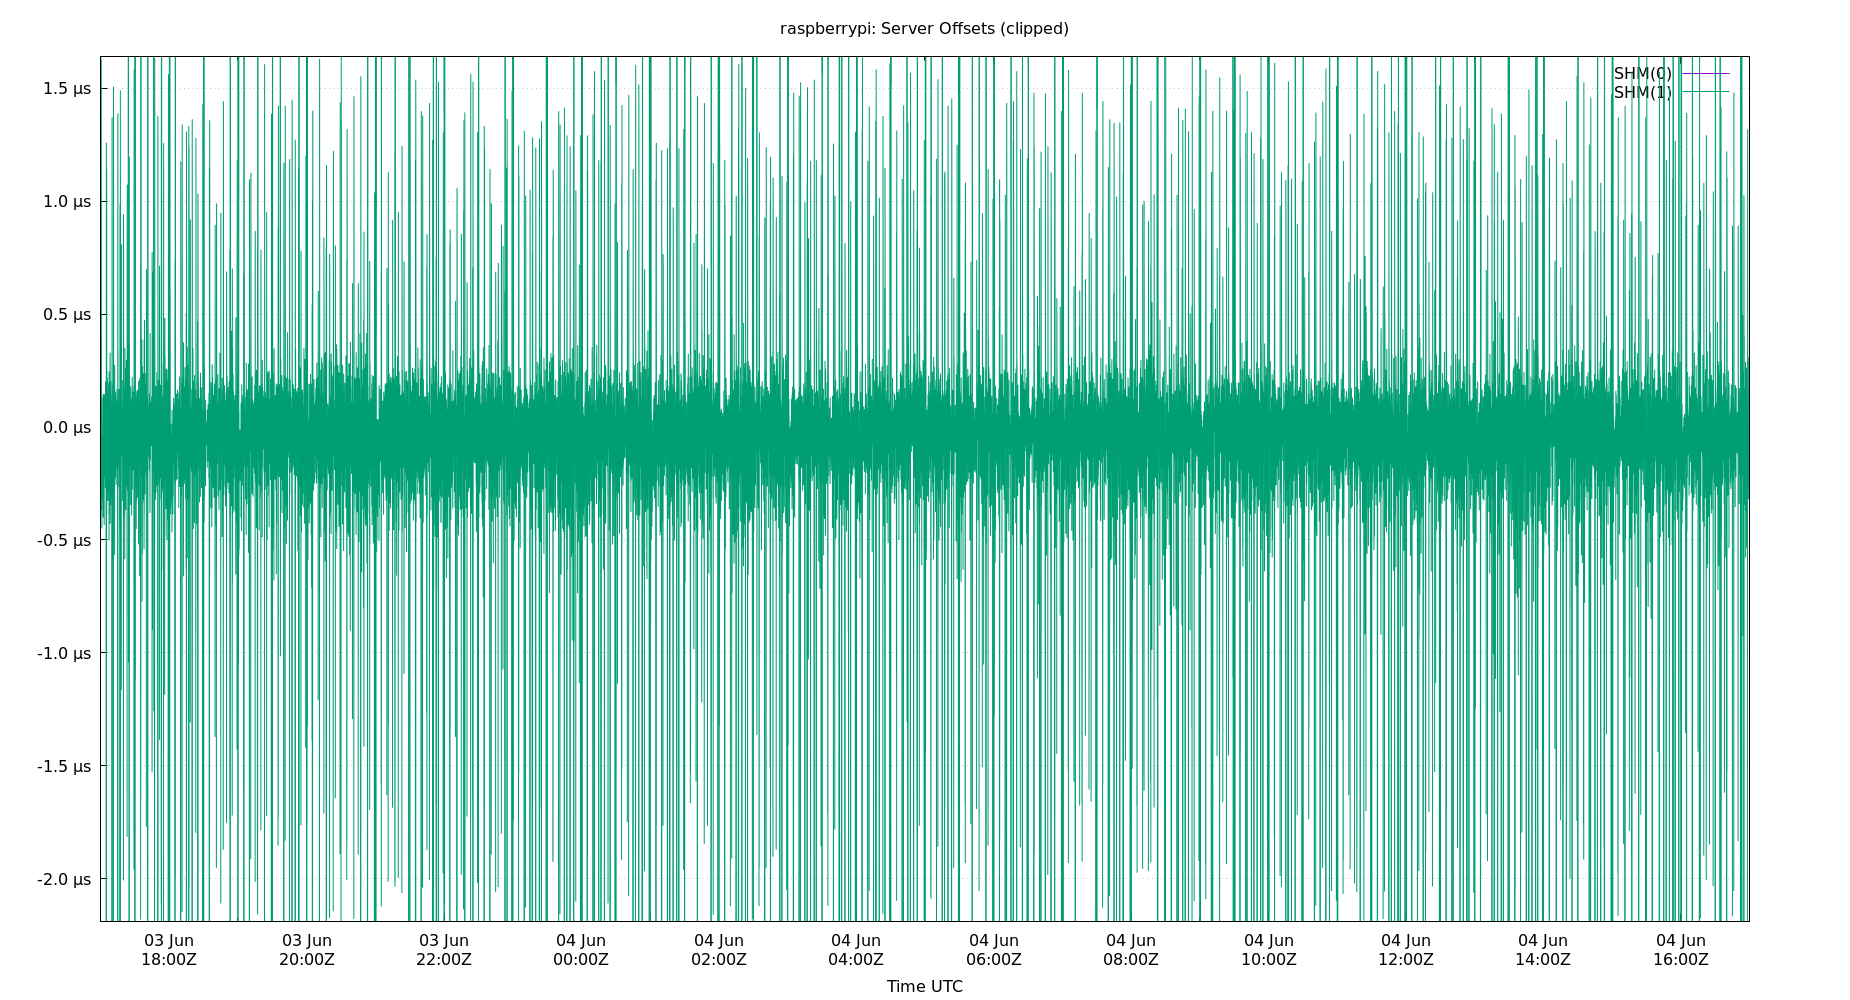 raspberrypi: Server Offsets (clipped)
SHM(0)
SHM(1)
1.5 µs
1.0 µs
0.5 µs
0.0 µs
-0.5 µs
-1.0 µs
-1.5 µs
-2.0 µs
03 Jun 03 Jun 03 Jun 04 Jun 04 Jun 04 Jun 04 Jun 04 Jun 04 Jun 04 Jun 04 Jun 04 Jun
18:00Z 20:00Z 22:00Z 00:00Z 02:00Z 04:00Z 06:00Z 08:00Z 10:00Z 12:00Z 14:00Z 16:00Z
Time UTC